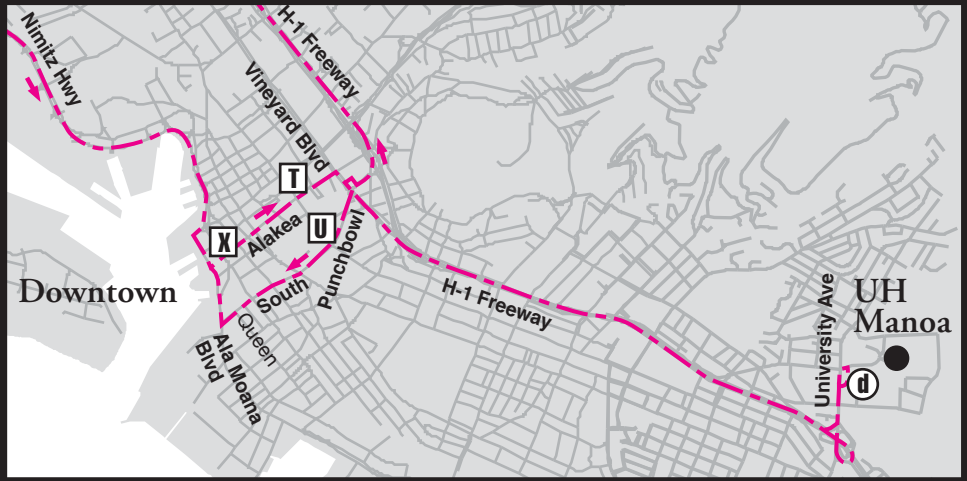 Nimitz Hwy
H-1 Freeway
Vineyard Blvd
T
X
Alakea
U
Punchbowl
South
Downtown
Queen
Ala Moana
Blvd
H-1 Freeway
University Ave
UH
Manoa
d